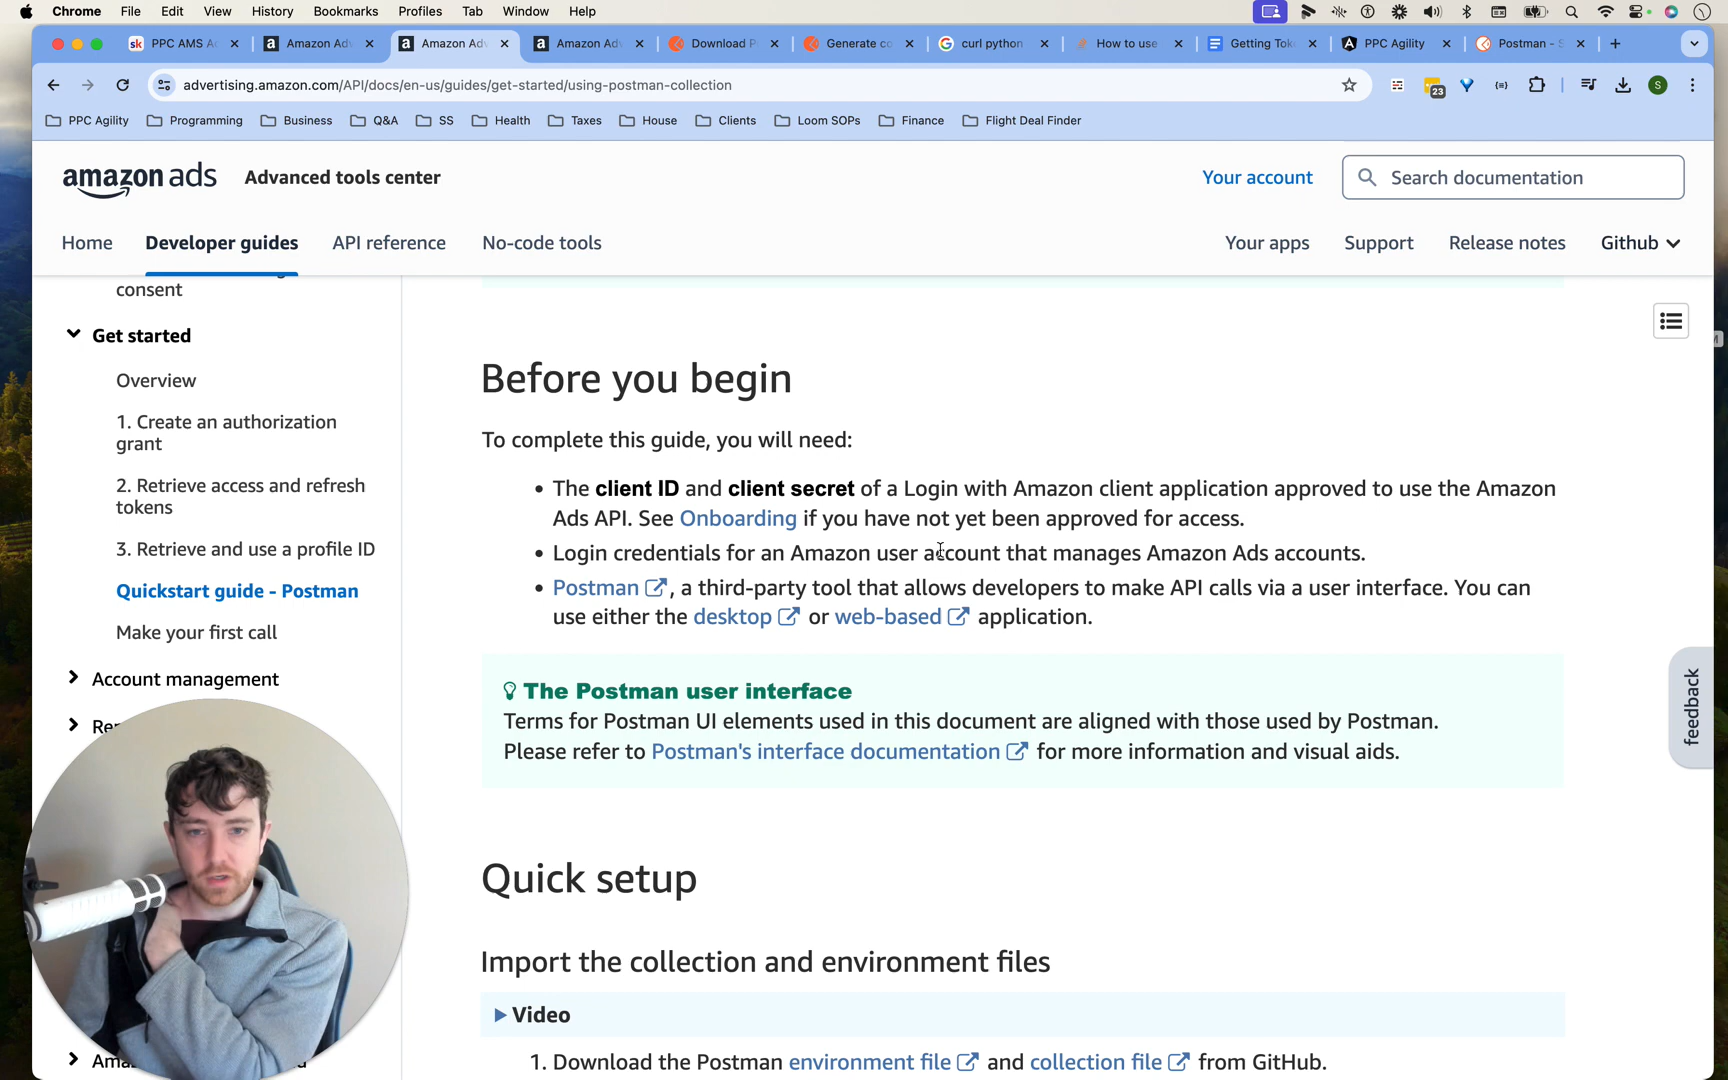 Chrome File Edit View History Bookmarks Profiles Tab Window Help
PPC AMS Ac
Amazon Adv
Amazon Adv
Amazon Adv
Download P
Generate co
curl python
How to use
Getting Tok
PPC Agility
Postman - S
advertising.amazon.com/API/docs/en-us/guides/get-started/using-postman-collection
23
S
PPC Agility Programming Business Q&A SS Health Taxes House Clients Loom SOPs Finance Flight Deal Finder
amazon ads Advanced tools center
Your account
Search documentation
Home Developer guides API reference No-code tools
Your apps Support Release notes Github
consent
Get started
Overview
1. Create an authorization
grant
2. Retrieve access and refresh
tokens
3. Retrieve and use a profile ID
Quickstart guide - Postman
Make your first call
Account management
Before you begin
To complete this guide, you will need:
• The client ID and client secret of a Login with Amazon client application approved to use the Amazon
Ads API. See Onboarding if you have not yet been approved for access.
• Login credentials for an Amazon user account that manages Amazon Ads accounts.
• Postman , a third-party tool that allows developers to make API calls via a user interface. You can
use either the desktop or web-based application.
The Postman user interface
Terms for Postman UI elements used in this document are aligned with those used by Postman.
Please refer to Postman's interface documentation for more information and visual aids.
Quick setup
Import the collection and environment files
Video
1. Download the Postman environment file and collection file from GitHub.
feedback